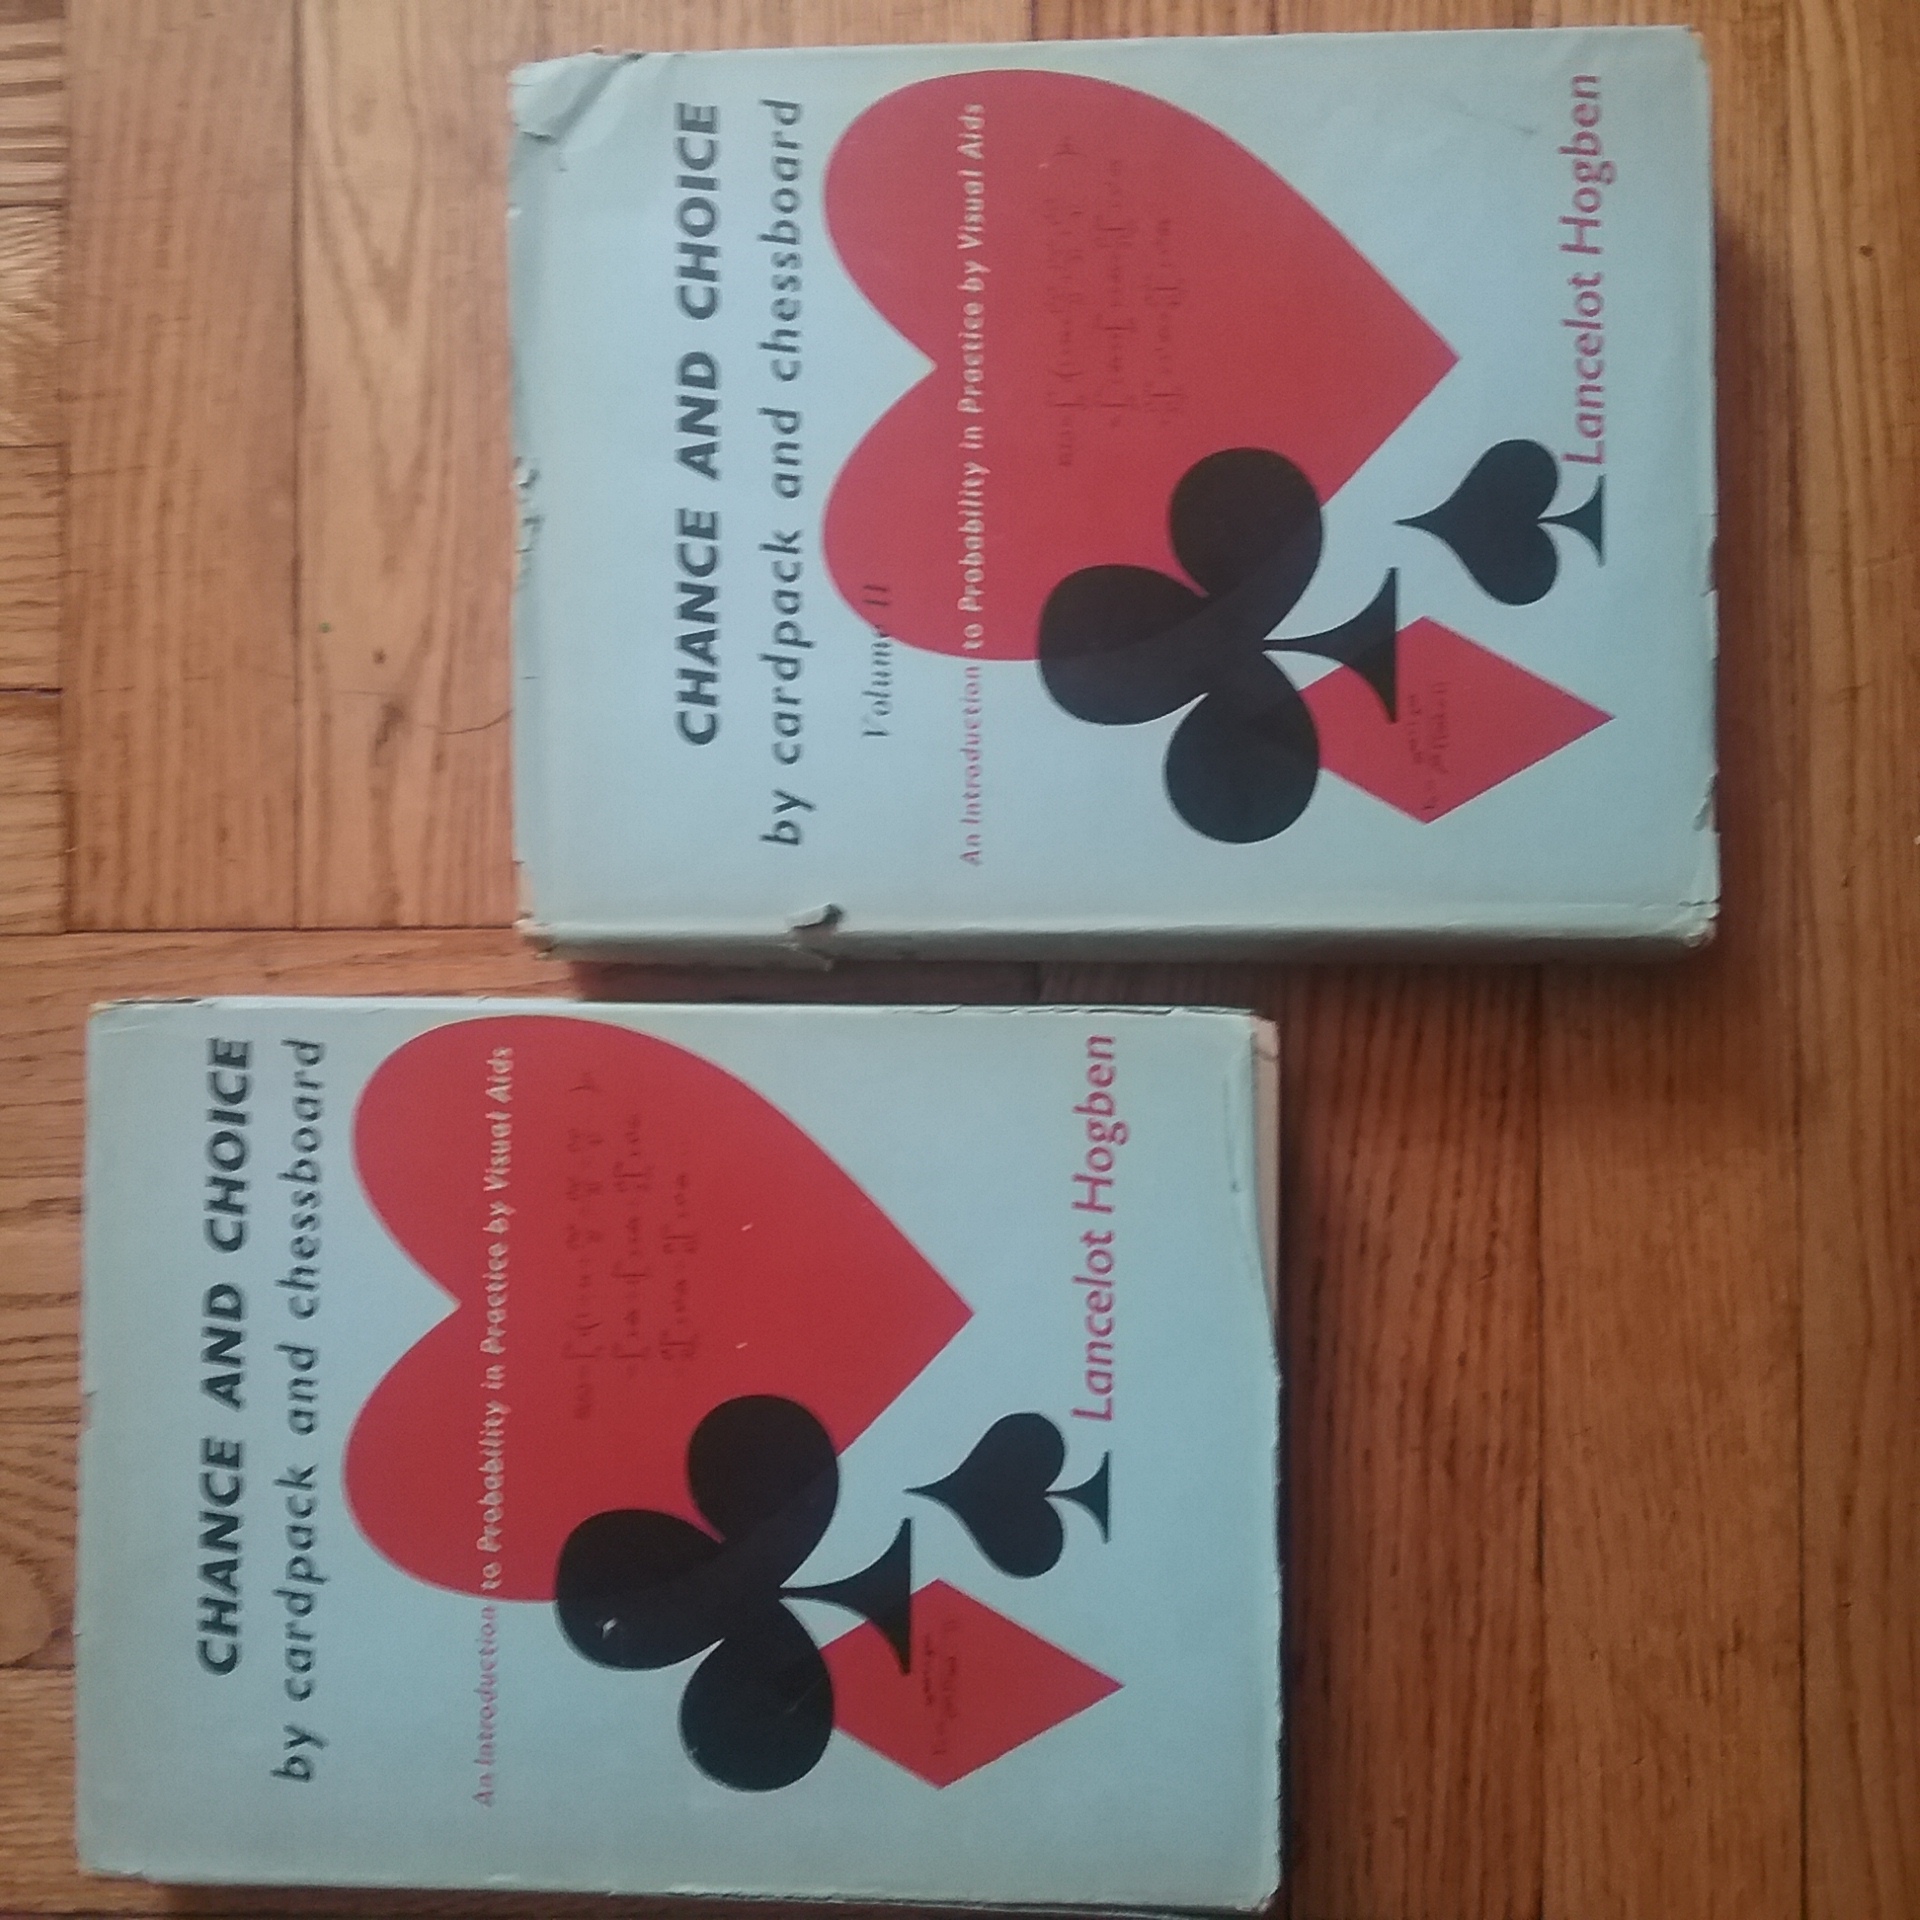 CHANCE AND CHOICE
by cardpack and chessboard
An Introduction to Probability in Practice by Visual Aids
Lancelot Hogben
CHANCE AND CHOICE
by cardpack and chessboard
Volume II
An Introduction to Probability in Practice by Visual Aids
Lancelot Hogben